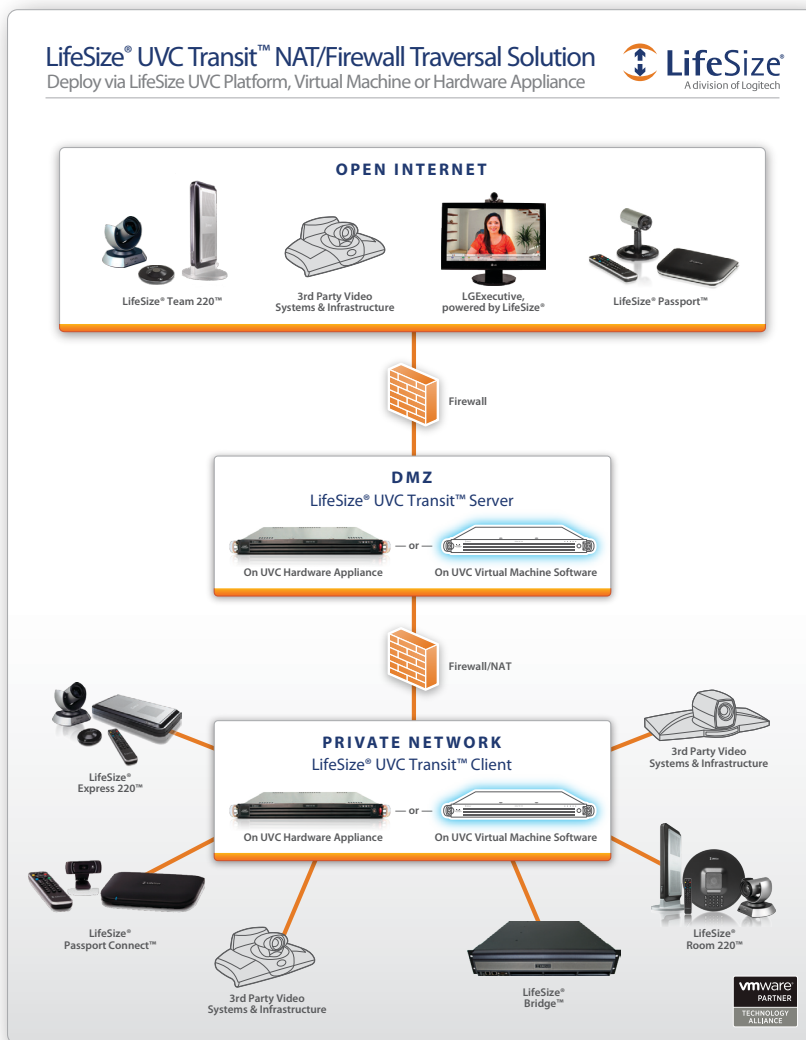 LifeSize® UVC Transit™ NAT/Firewall Traversal Solution
Deploy via LifeSize UVC Platform, Virtual Machine or Hardware Appliance
LifeSize®
A division of Logitech
OPEN INTERNET
LifeSize® Team 220™
3rd Party Video
Systems & Infrastructure
LGExecutive,
powered by LifeSize®
LifeSize® Passport™
Firewall
DMZ
LifeSize® UVC Transit™ Server
— or —
On UVC Hardware Appliance
On UVC Virtual Machine Software
Firewall/NAT
PRIVATE NETWORK
LifeSize® UVC Transit™ Client
— or —
On UVC Hardware Appliance
On UVC Virtual Machine Software
LifeSize®
Express 220™
3rd Party Video
Systems & Infrastructure
LifeSize®
Passport Connect™
LifeSize®
Room 220™
3rd Party Video
Systems & Infrastructure
LifeSize®
Bridge™
vmware®
PARTNER
TECHNOLOGY
ALLIANCE